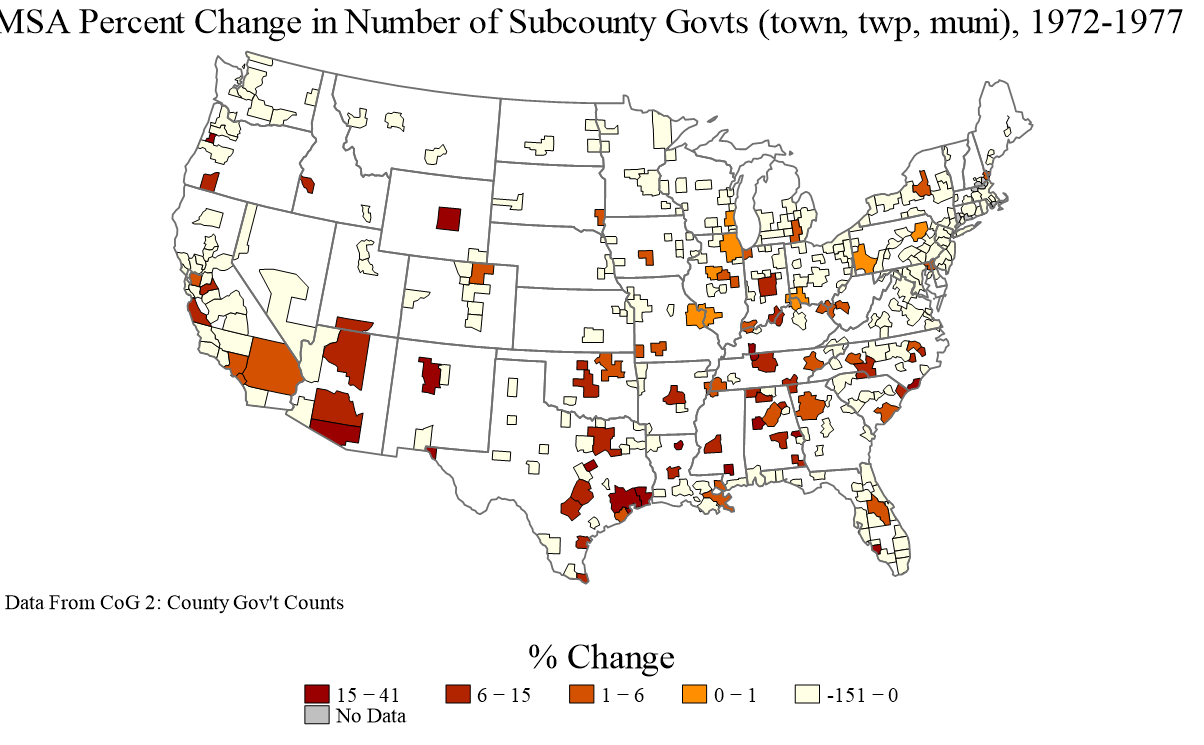 MSA Percent Change in Number of Subcounty Govts (town, twp, muni), 1972-1977
Data From CoG 2: County Gov't Counts
% Change
15 − 41
6 − 15
1 − 6
0 − 1
-151 − 0
No Data